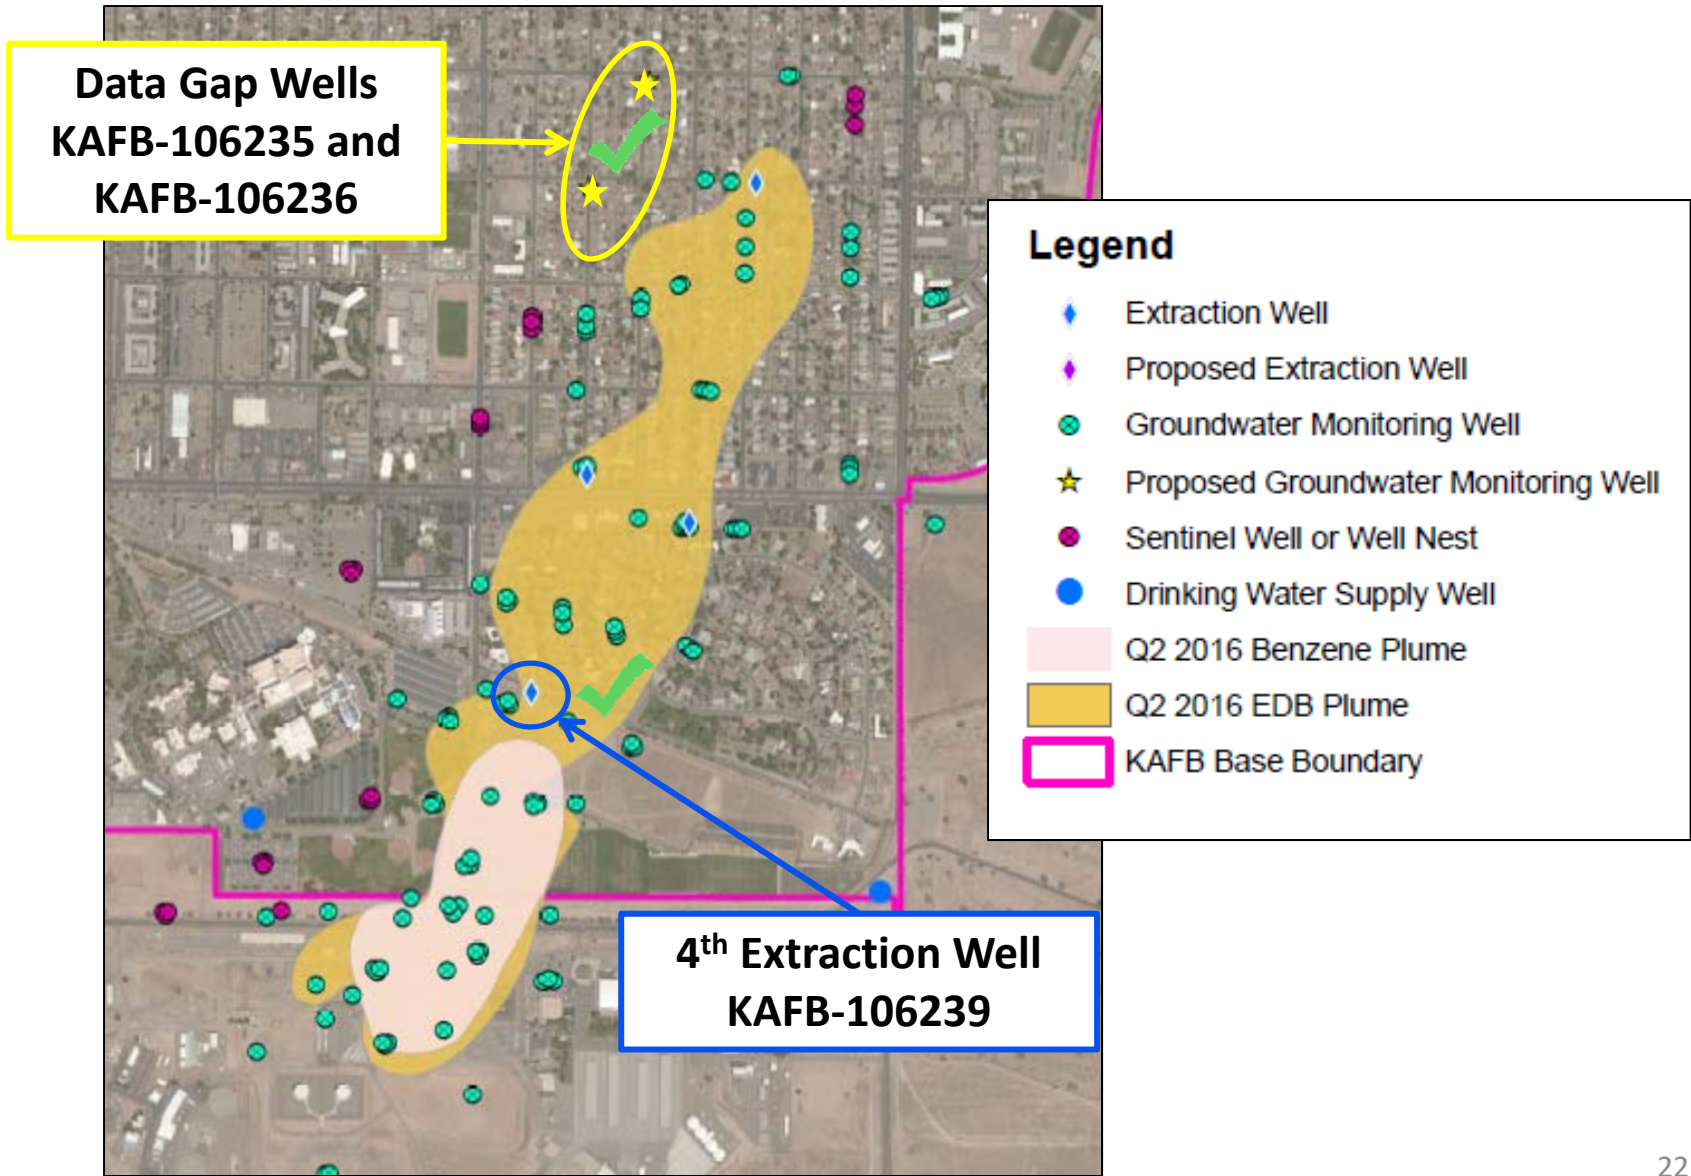 Data Gap Wells
KAFB-106235 and
KAFB-106236
Legend
Extraction Well
Proposed Extraction Well
Groundwater Monitoring Well
Proposed Groundwater Monitoring Well
Sentinel Well or Well Nest
Drinking Water Supply Well
Q2 2016 Benzene Plume
Q2 2016 EDB Plume
KAFB Base Boundary
4th Extraction Well
KAFB-106239
22